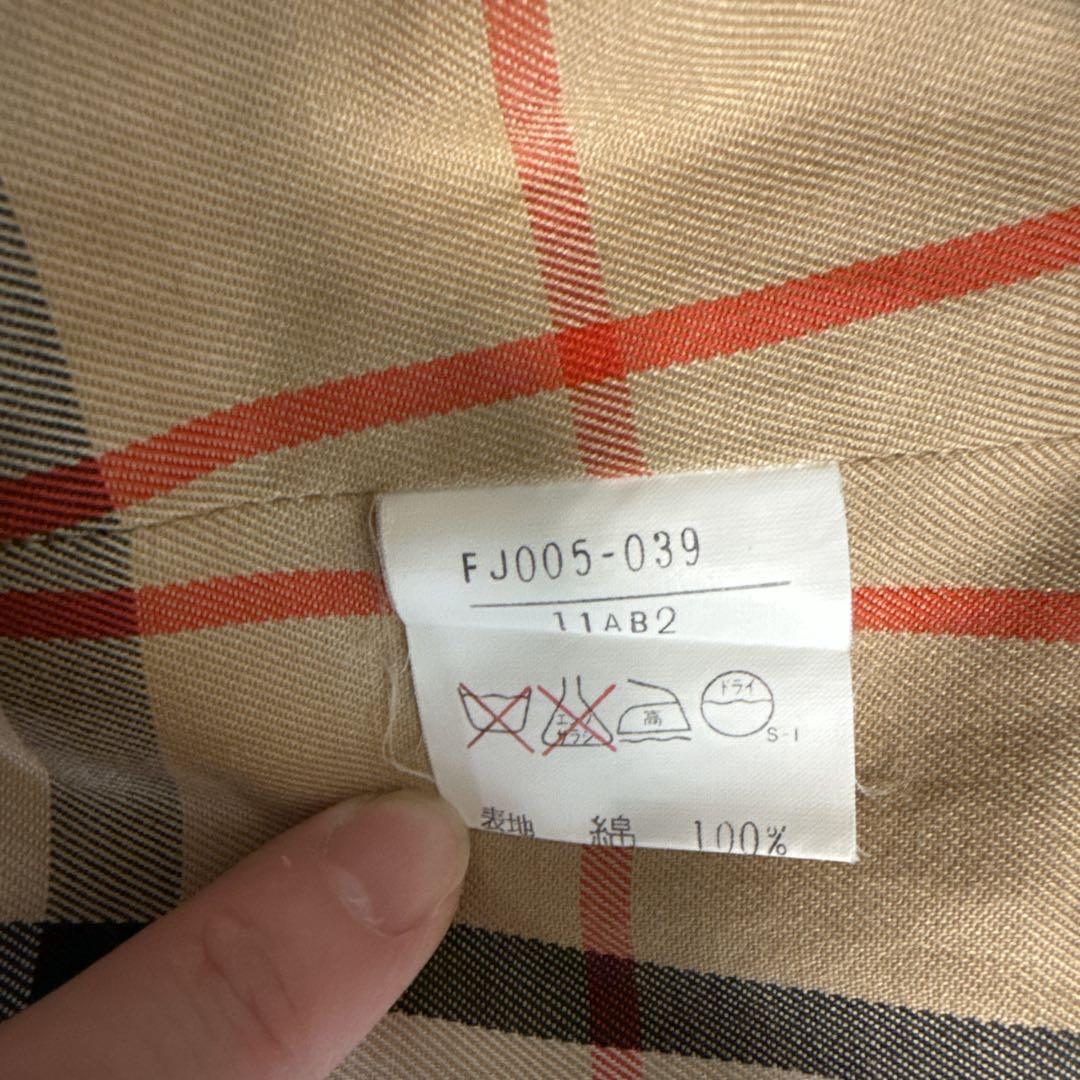 FJ005-039
11AB2
エンソサラシ
高
ドライ
S-1
表地 綿 100%